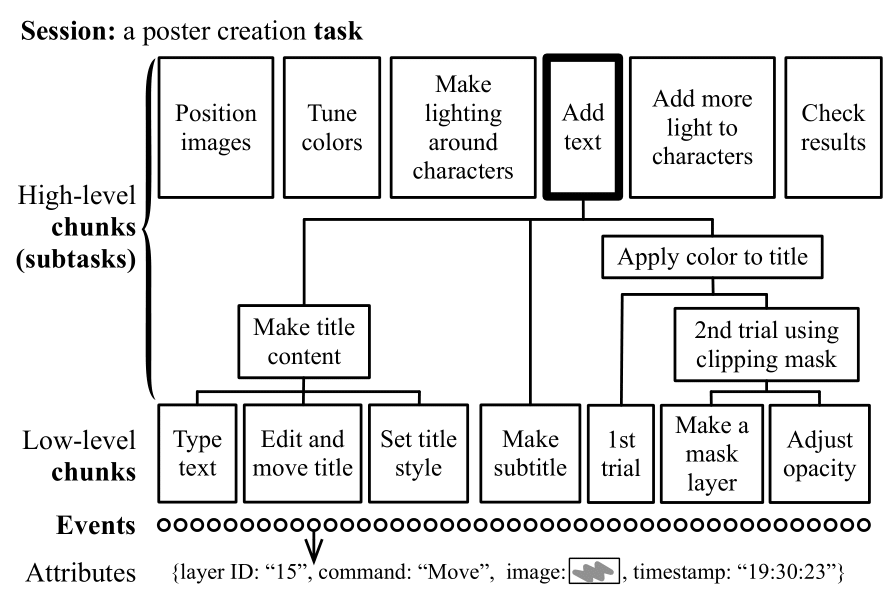 Session: a poster creation task
Position
images
Tune
colors
Make
lighting
around
characters
Add
text
Add more
light to
characters
Check
results
High-level
chunks
(subtasks)
Apply color to title
Make title
content
2nd trial using
clipping mask
Low-level
chunks
Type
text
Edit and
move title
Set title
style
Make
subtitle
1st
trial
Make a
mask
layer
Adjust
opacity
Events
Attributes
{layer ID: “15”, command: “Move”, image: , timestamp: “19:30:23”}